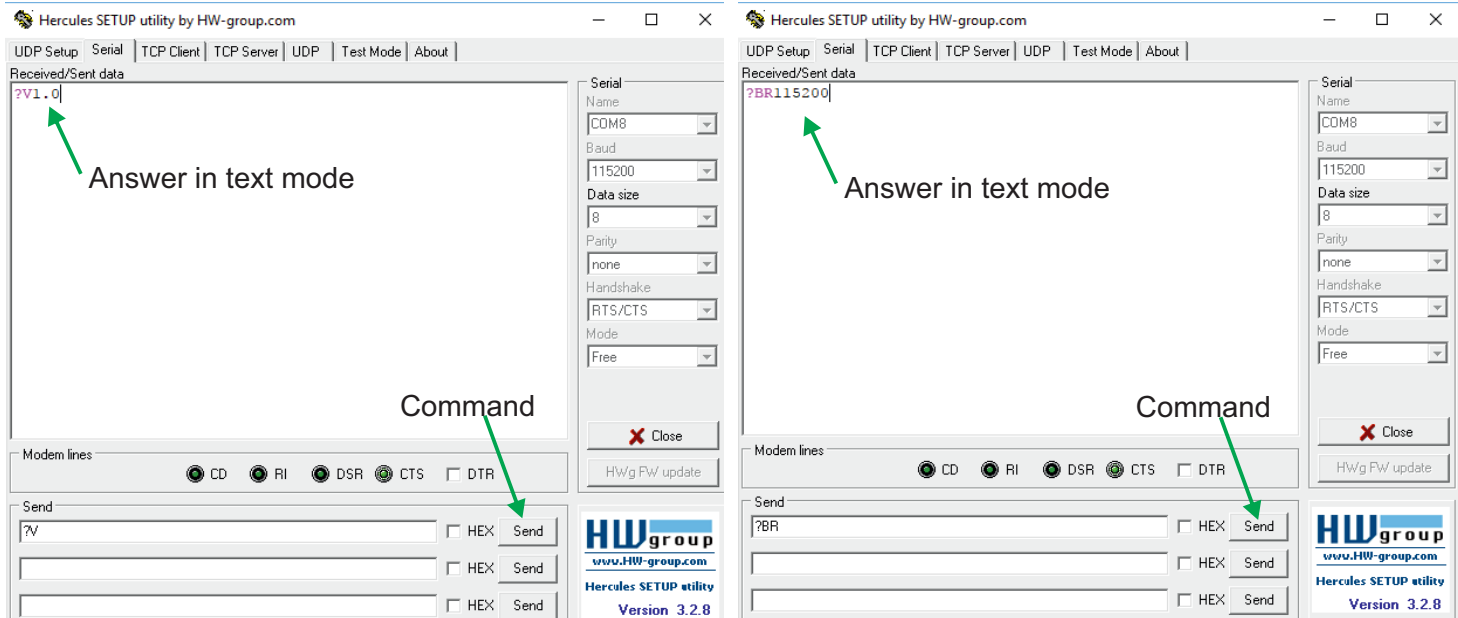 Hercules SETUP utility by HW-group.com
UDP Setup Serial TCP Client TCP Server UDP Test Mode About
Received/Sent data
?V1.0
Answer in text mode
Serial
Name
COM8
Baud
115200
Data size
8
Parity
none
Handshake
RTS/CTS
Mode
Free
Command
Close
HWg FW update
Modem lines
CD RI DSR CTS DTR
Send
?V HEX Send
HEX Send
HEX Send
HW group
www.HW-group.com
Hercules SETUP utility
Version 3.2.8
Hercules SETUP utility by HW-group.com
UDP Setup Serial TCP Client TCP Server UDP Test Mode About
Received/Sent data
?BR115200
Answer in text mode
Serial
Name
COM8
Baud
115200
Data size
8
Parity
none
Handshake
RTS/CTS
Mode
Free
Command
Close
HWg FW update
Modem lines
CD RI DSR CTS DTR
Send
?BR HEX Send
HEX Send
HEX Send
HW group
www.HW-group.com
Hercules SETUP utility
Version 3.2.8